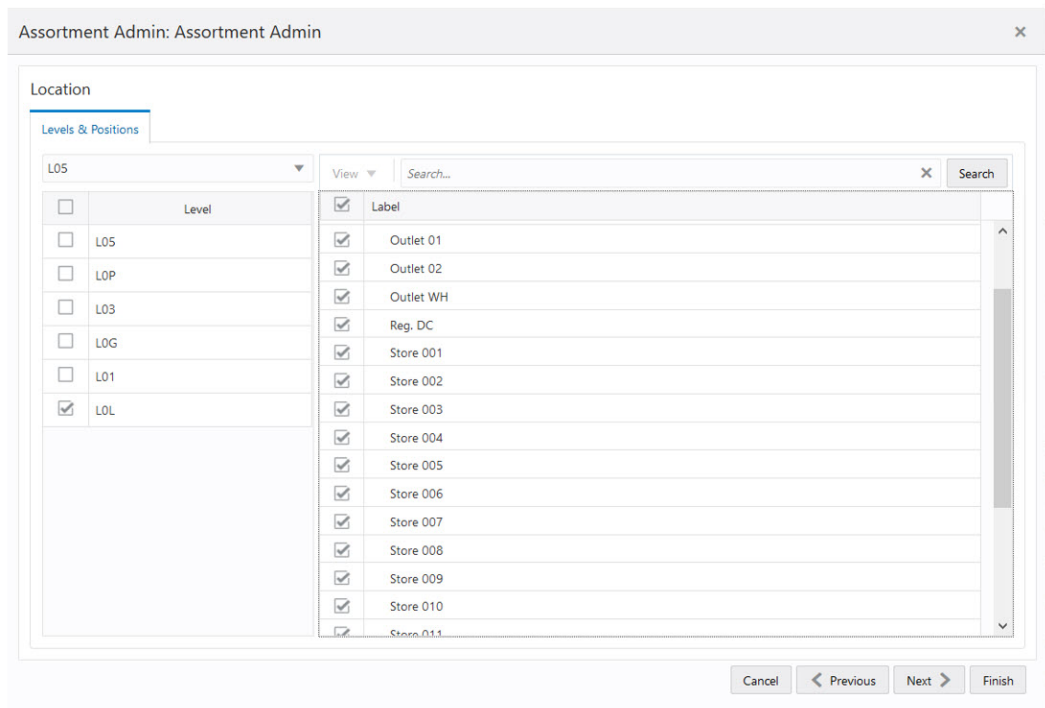 Assortment Admin: Assortment Admin
Location
Levels & Positions
L05
View
Search...
Search
Level
L05
L0P
L03
L0G
L01
L0L
Label
Outlet 01
Outlet 02
Outlet WH
Reg. DC
Store 001
Store 002
Store 003
Store 004
Store 005
Store 006
Store 007
Store 008
Store 009
Store 010
Store 011
Cancel
Previous
Next
Finish